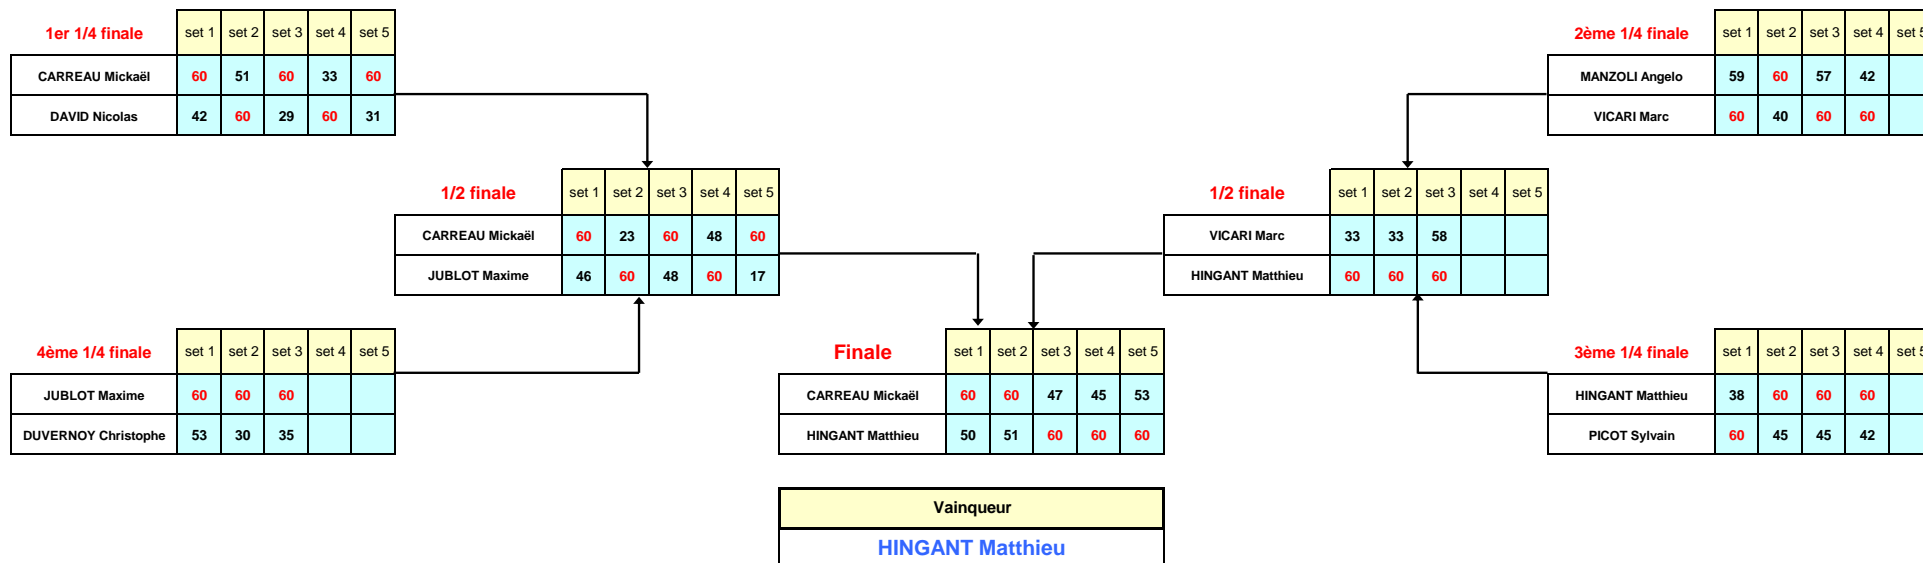 1er 1/4 finale set 1 set 2 set 3 set 4 set 5
CARREAU Mickaël 60 51 60 33 60
DAVID Nicolas 42 60 29 60 31
2ème 1/4 finale set 1 set 2 set 3 set 4 set 5
MANZOLI Angelo 59 60 57 42
VICARI Marc 60 40 60 60
1/2 finale set 1 set 2 set 3 set 4 set 5
CARREAU Mickaël 60 23 60 48 60
JUBLOT Maxime 46 60 48 60 17
1/2 finale set 1 set 2 set 3 set 4 set 5
VICARI Marc 33 33 58
HINGANT Matthieu 60 60 60
4ème 1/4 finale set 1 set 2 set 3 set 4 set 5
JUBLOT Maxime 60 60 60
DUVERNOY Christophe 53 30 35
Finale set 1 set 2 set 3 set 4 set 5
CARREAU Mickaël 60 60 47 45 53
HINGANT Matthieu 50 51 60 60 60
3ème 1/4 finale set 1 set 2 set 3 set 4 set 5
HINGANT Matthieu 38 60 60 60
PICOT Sylvain 60 45 45 42
Vainqueur
HINGANT Matthieu